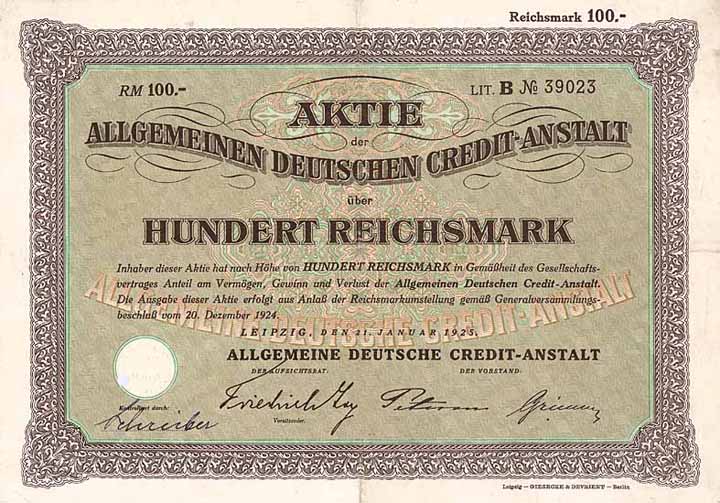 Reichsmark 100.-
RM 100.-
LIT. B № 39023
AKTIE
der
ALLGEMEINEN DEUTSCHEN CREDIT-ANSTALT
über
HUNDERT REICHSMARK
Inhaber dieser Aktie hat nach Höhe von HUNDERT REICHSMARK in Gemäßheit des Gesellschafts-
vertrages Anteil am Vermögen, Gewinn und Verlust der Allgemeinen Deutschen Credit-Anstalt.
Die Ausgabe dieser Aktie erfolgt aus Anlaß der Reichsmarkumstellung gemäß Generalversammlungs-
beschluß vom 20. Dezember 1924.
ALLGEMEINE DEUTSCHE CREDIT-ANSTALT
LEIPZIG, DEN 21. JANUAR 1925.
ALLGEMEINE DEUTSCHE CREDIT-ANSTALT
DER AUFSICHTSRAT:
DER VORSTAND:
Kontrolliert durch:
Schreiber
Friedrich Jay
Vorsitzender.
Leipzig — GIESECKE & DEVRIENT — Berlin